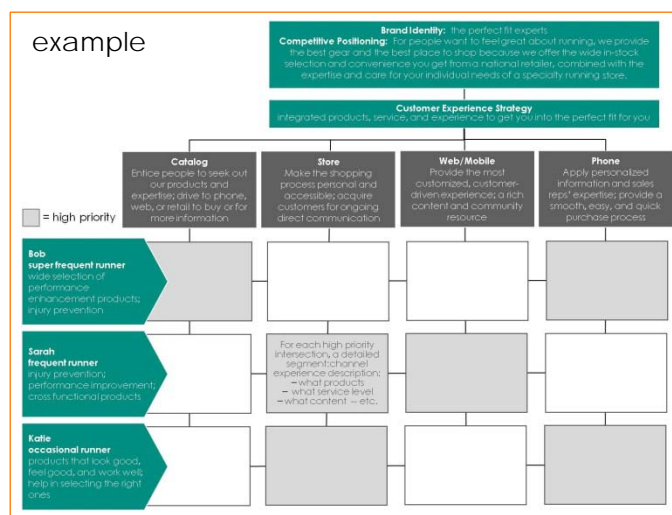 example
Brand Identity: the perfect fit experts
Competitive Positioning: For people want to feel great about running, we provide
the best gear and the best place to shop because we offer the wide in-stock
selection and convenience you get from a national retailer, combined with the
expertise and care for your individual needs of a specialty running store.
Customer Experience Strategy
integrated products, service, and experience to get you into the perfect fit for you
Catalog
Entice people to seek out
our products and
expertise; drive to phone,
web, or retail to buy or for
more information
Store
Make the shopping
process personal and
accessible; acquire
customers for ongoing
direct communication
Web/Mobile
Provide the most
customized, customer-
driven experience; a rich
content and community
resource
Phone
Apply personalized
information and sales
reps' expertise; provide a
smooth, easy, and quick
purchase process
= high priority
Bob
super frequent runner
wide selection of
performance
enhancement products;
injury prevention
Sarah
frequent runner
injury prevention;
performance improvement;
cross functional products
For each high priority
intersection, a detailed
segment:channel
experience description;
– what products
– what service level
– what content – etc.
Katie
occasional runner
products that look good,
feel good, and work well;
help in selecting the right
ones